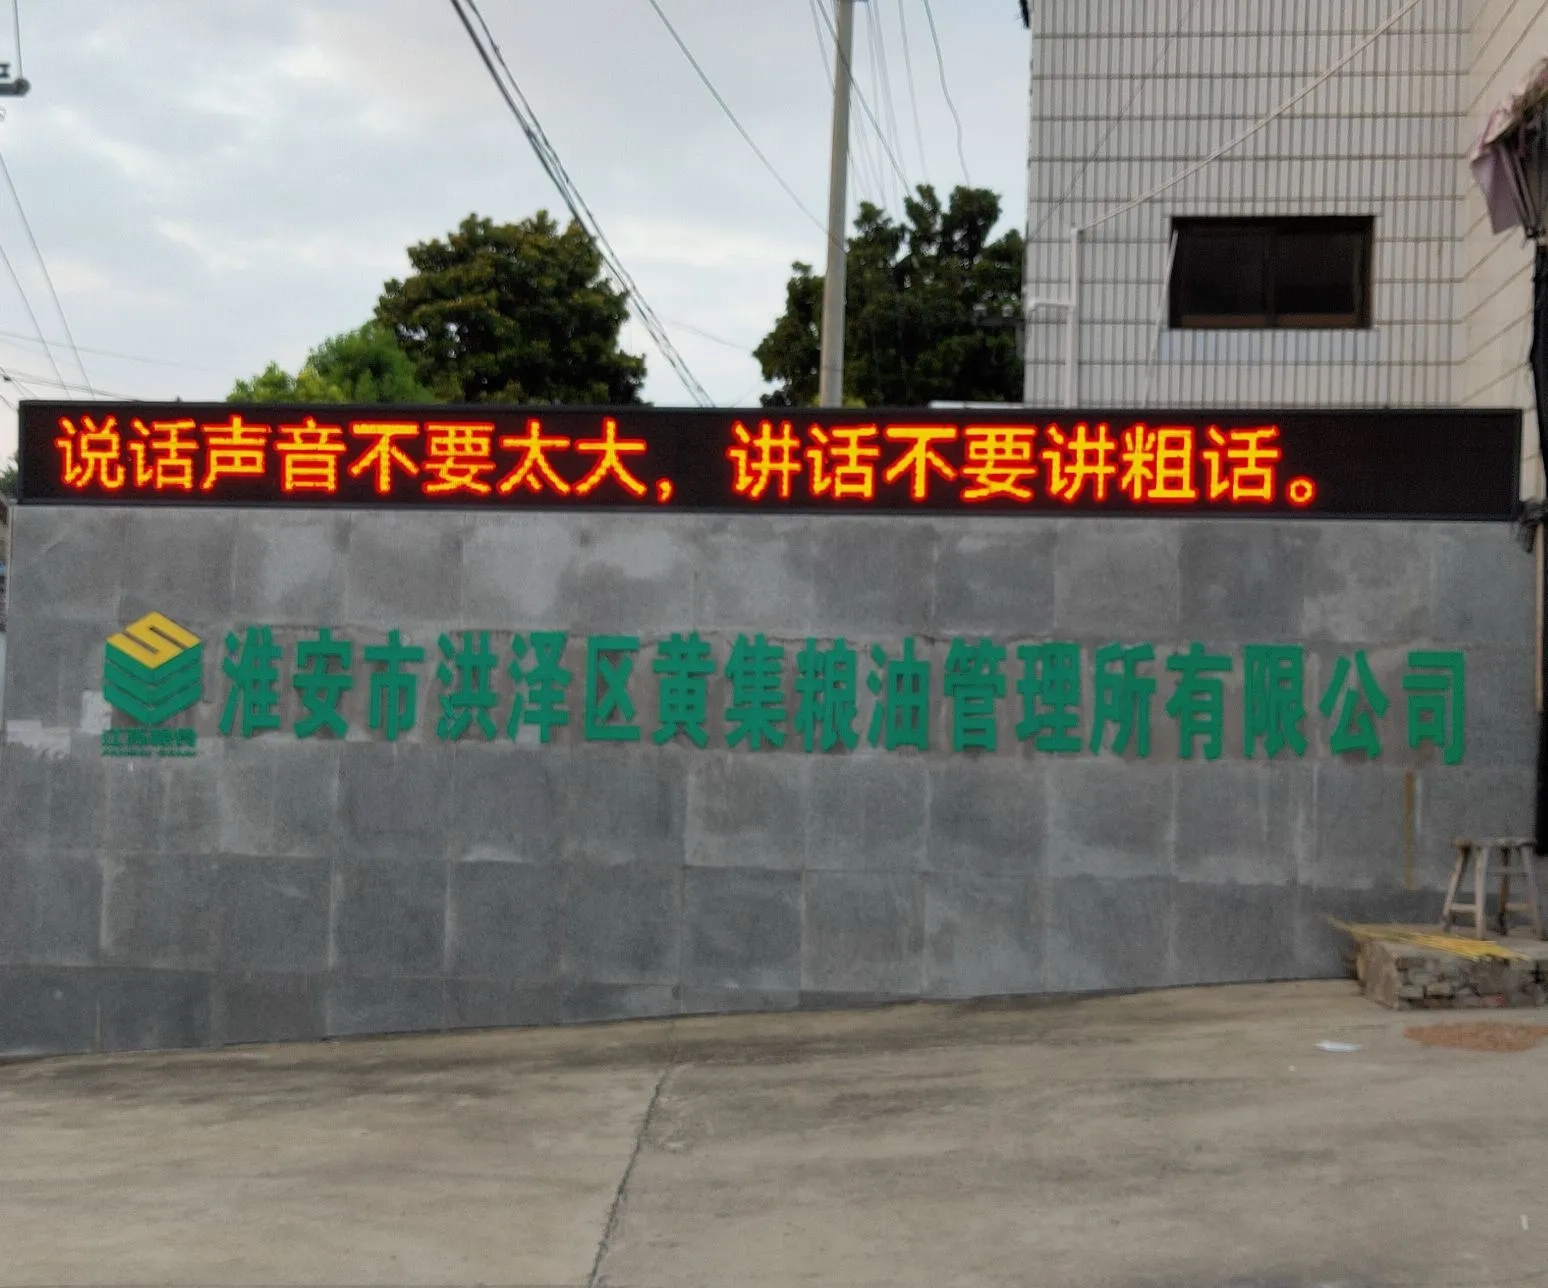 说话声音不要太大，讲话不要讲粗话。
淮安市洪泽区黄集粮油管理所有限公司